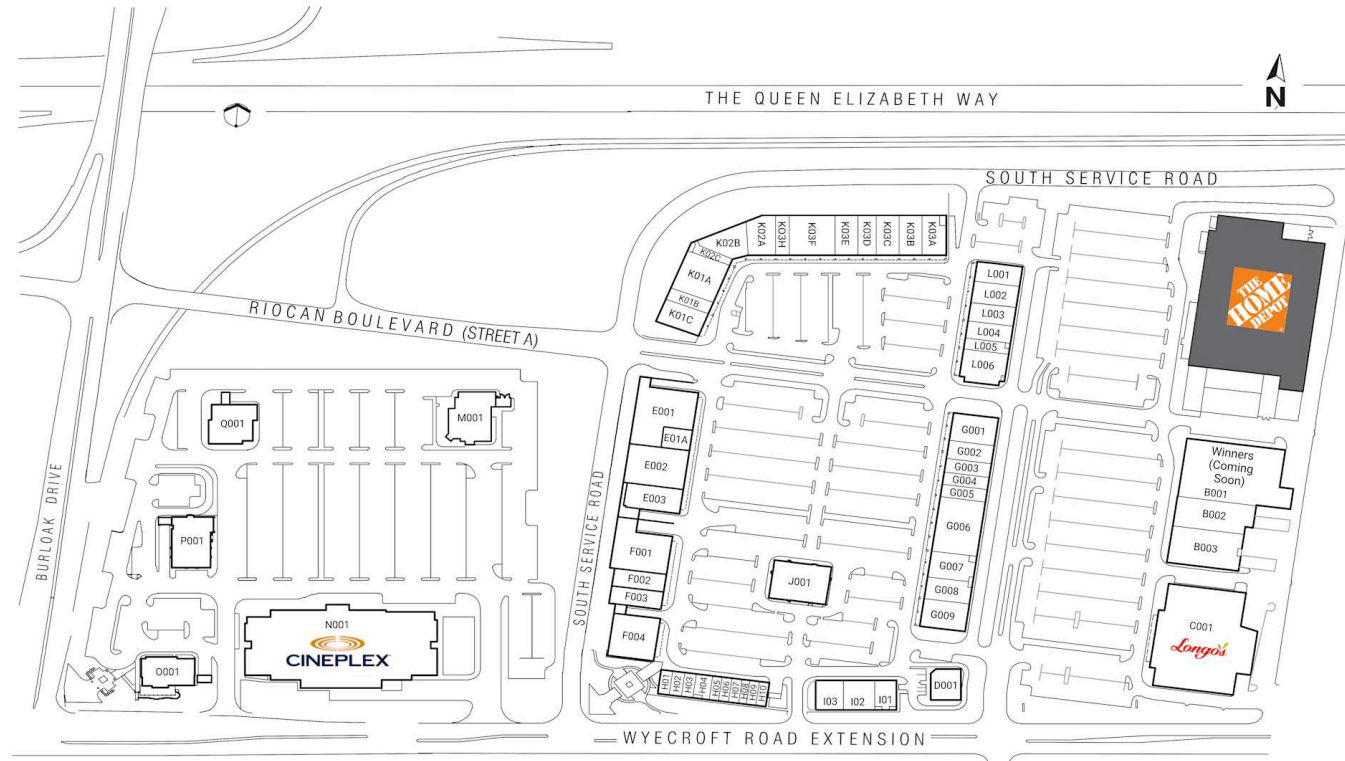 THE QUEEN ELIZABETH WAY
N
SOUTH SERVICE ROAD
K02B
K02A
K03H
K03F
K03E
K03D
K03C
K03B
K03A
K02C
K01A
K01B
K01C
L001
L002
L003
L004
L005
L006
THE
HOME
DEPOT
RIOCAN BOULEVARD (STREET A)
Q001
M001
E001
E01A
E002
E003
G001
G002
G003
G004
G005
G006
G007
G008
G009
Winners
(Coming
Soon)
B001
B002
B003
BURLOAK DRIVE
P001
SOUTH SERVICE ROAD
F001
F002
F003
F004
J001
N001
CINEPLEX
O001
C001
Longo's
H01
H02
H03
H04
H05
H06
H07
H08
H09
H10
I03
I02
I01
D001
WYECROFT ROAD EXTENSION